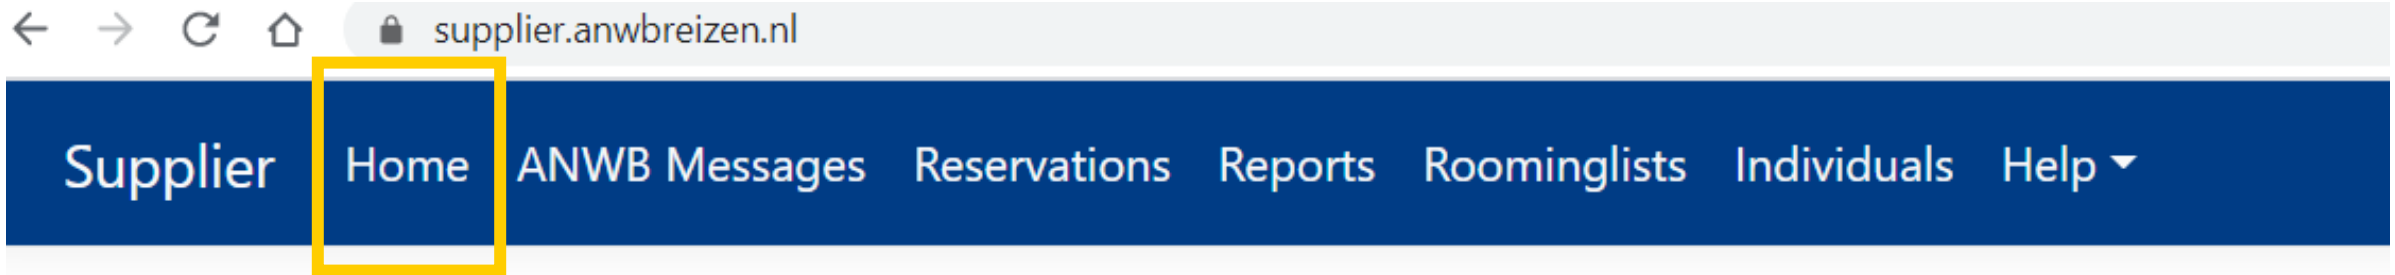 supplier.anwbreizen.nl
Supplier Home ANWB Messages Reservations Reports Roominglists Individuals Help